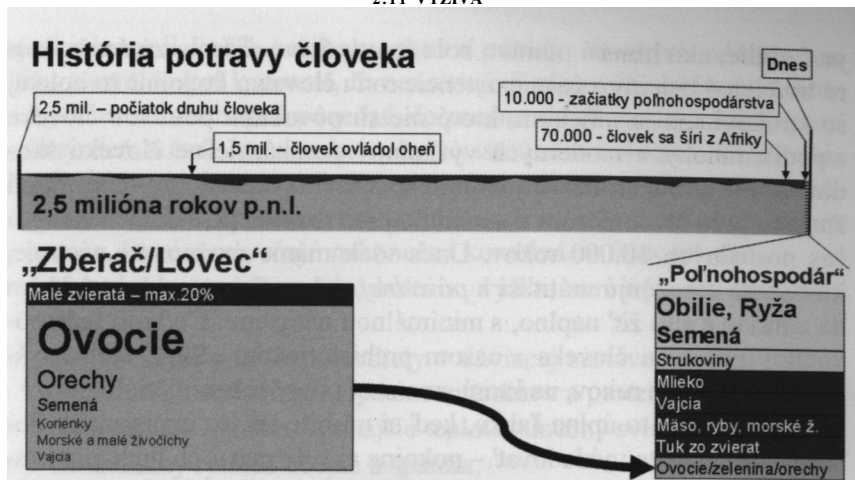 2.11 VÝŽIVA
História potravy človeka
Dnes
2,5 mil. – počiatok druhu človeka
10.000 - začiatky poľnohospodárstva
1,5 mil. – človek ovládol oheň
70.000 - človek sa šíri z Afriky
2,5 milióna rokov p.n.l.
„Zberač/Lovec“
Malé zvieratá – max.20%
Ovocie
Orechy
Semená
Korienky
Morské a malé živočíchy
Vajcia
„Poľnohospodár“
Obilie, Ryža
Semená
Strukoviny
Mlieko
Vajcia
Mäso, ryby, morské ž.
Tuk zo zvierat
Ovocie/zelenina/orechy